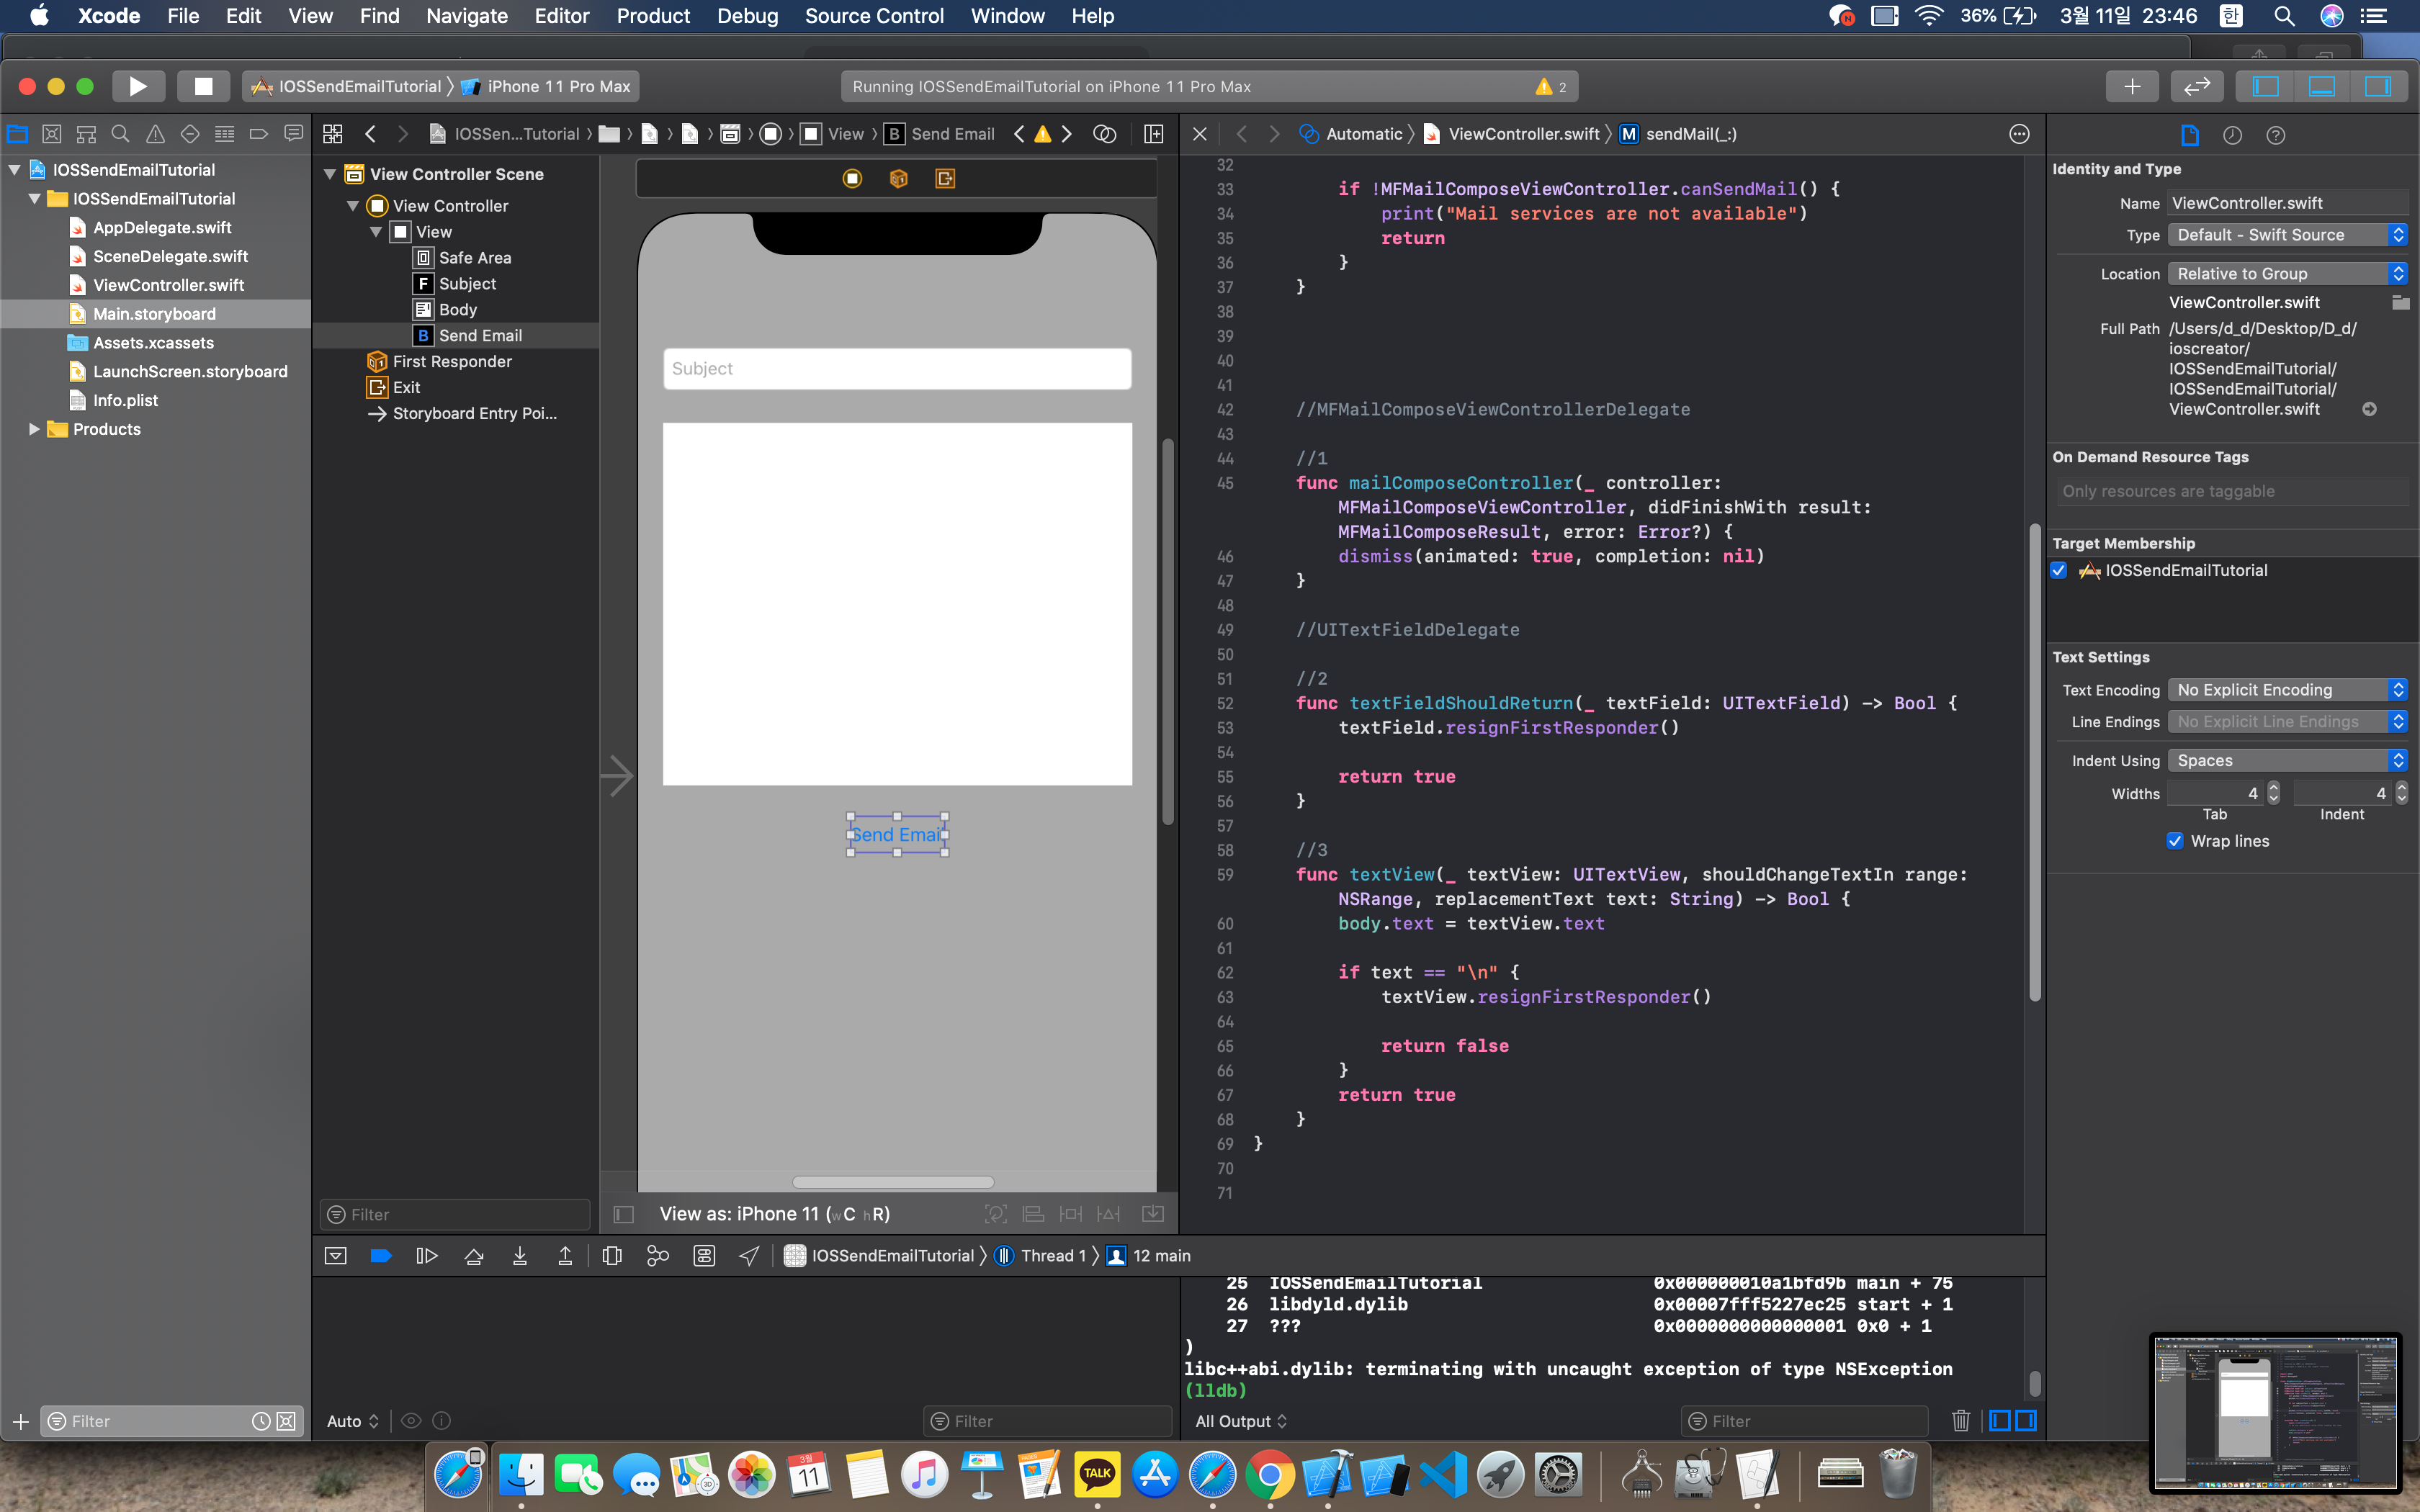 Xcode File Edit View Find Navigate Editor Product Debug Source Control Window Help
36% 3월 11일 23:46 한
IOSSendEmailTutorial iPhone 11 Pro Max
Running IOSSendEmailTutorial on iPhone 11 Pro Max
2
IOSSendEmailTutorial
IOSSendEmailTutorial
AppDelegate.swift
SceneDelegate.swift
ViewController.swift
Main.storyboard
Assets.xcassets
LaunchScreen.storyboard
Info.plist
Products
Filter
IOSSen...Tutorial View B Send Email
View Controller Scene
View Controller
View
Safe Area
F Subject
Body
B Send Email
First Responder
Exit
Storyboard Entry Poi...
Filter
Subject
Send Email
View as: iPhone 11 (wC hR)
Automatic ViewController.swift M sendMail(_:)
32
33 if !MFMailComposeViewController.canSendMail() {
34 print("Mail services are not available")
35 return
36 }
37 }
38
39
40
41
42 //MFMailComposeViewControllerDelegate
43
44 //1
45 func mailComposeController(_ controller:
MFMailComposeViewController, didFinishWith result:
MFMailComposeResult, error: Error?) {
46 dismiss(animated: true, completion: nil)
47 }
48
49 //UITextFieldDelegate
50
51 //2
52 func textFieldShouldReturn(_ textField: UITextField) -> Bool {
53 textField.resignFirstResponder()
54
55 return true
56 }
57
58 //3
59 func textView(_ textView: UITextView, shouldChangeTextIn range:
NSRange, replacementText text: String) -> Bool {
60 body.text = textView.text
61
62 if text == "\n" {
63 textView.resignFirstResponder()
64
65 return false
66 }
67 return true
68 }
69 }
70
71
Identity and Type
Name ViewController.swift
Type Default - Swift Source
Location Relative to Group
ViewController.swift
Full Path /Users/d_d/Desktop/D_d/
ioscreator/
IOSSendEmailTutorial/
IOSSendEmailTutorial/
ViewController.swift
On Demand Resource Tags
Only resources are taggable
Target Membership
IOSSendEmailTutorial
Text Settings
Text Encoding No Explicit Encoding
Line Endings No Explicit Line Endings
Indent Using Spaces
Widths 4 4
Tab Indent
Wrap lines
IOSSendEmailTutorial Thread 1 12 main
25 IOSSendEmailTutorial 0x000000010a1bfd9b main + 75
26 libdyld.dylib 0x00007fff5227ec25 start + 1
27 ??? 0x0000000000000001 0x0 + 1
)
libc++abi.dylib: terminating with uncaught exception of type NSException
(lldb)
Auto
Filter
All Output
Filter
3월
11
TALK